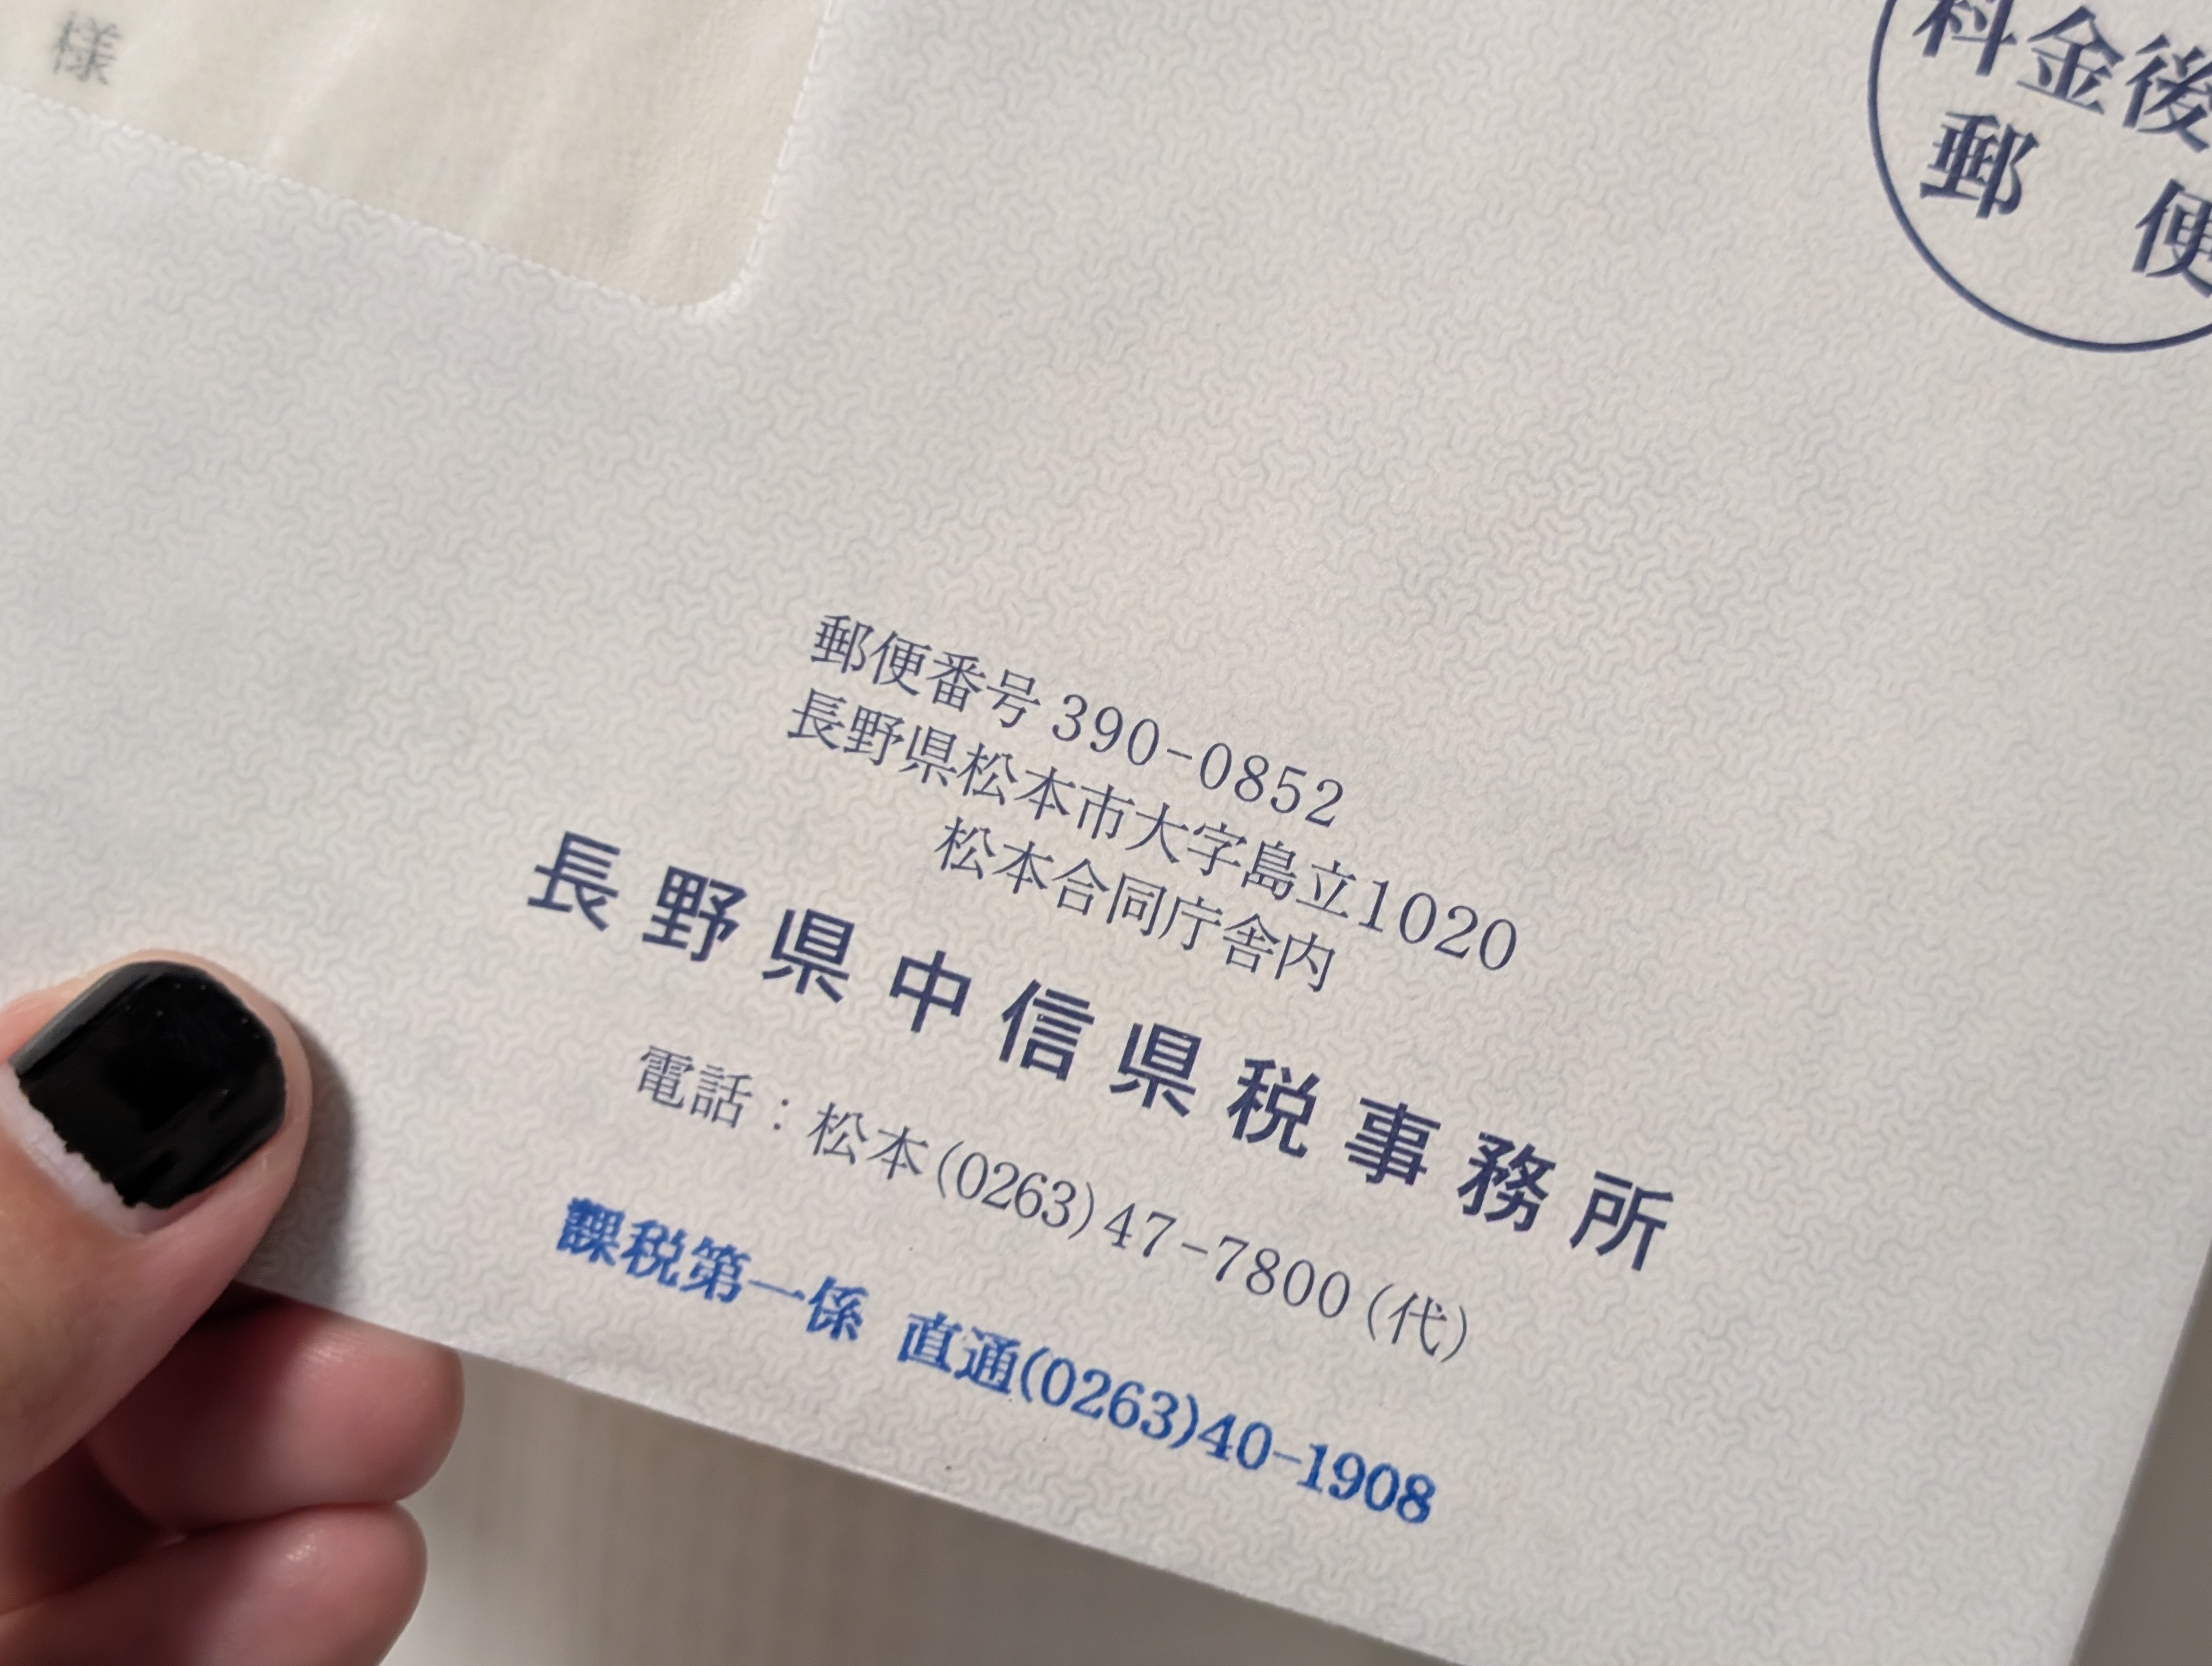 様
料金後
郵 便
郵便番号 390-0852
長野県松本市大字島立1020
松本合同庁舎内
長野県中信県税事務所
電話：松本(0263)47-7800(代)
課税第一係 直通(0263)40-1908